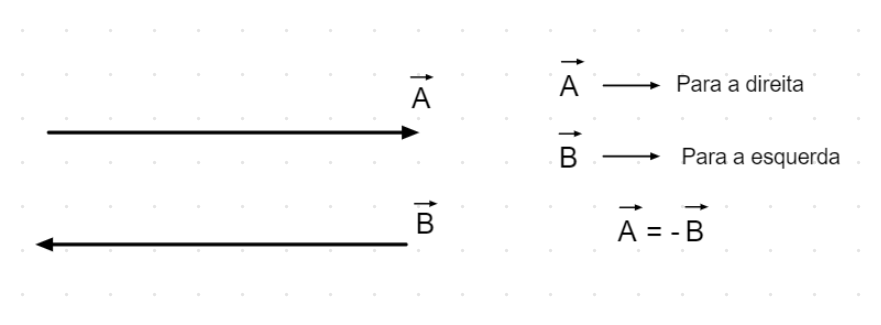 A
A Para a direita
B Para a esquerda
B
A = - B